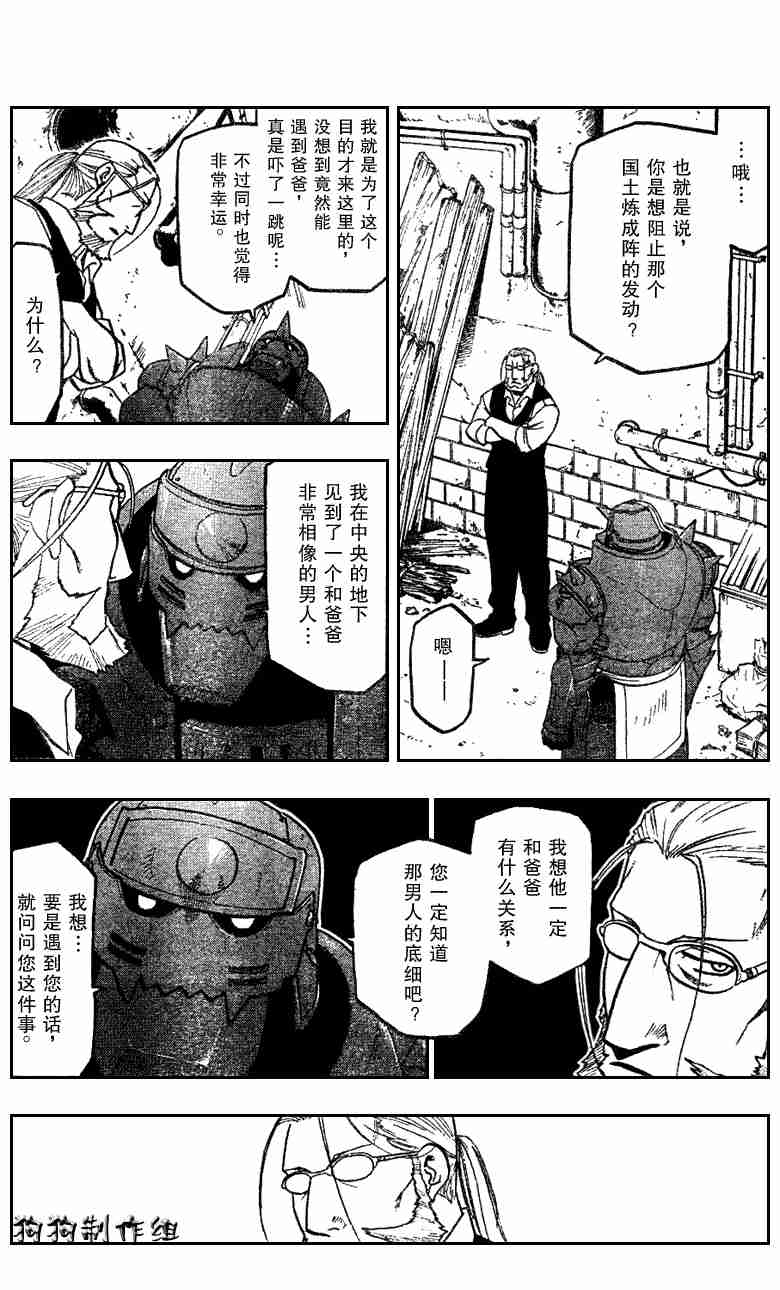 …哦…
也就是说，
你是想阻止那个
国土炼成阵的发动？
嗯——
我就是为了这个
目的才来这里的，
没想到竟然能
遇到爸爸，
真是吓了一跳呢…
不过同时也觉得
非常幸运。
为什么？
我在中央的地下
见到了一个和爸爸
非常相像的男人…
我想他一定
和爸爸
有什么关系，
您一定知道
那男人的底细吧？
我想…
要是遇到您的话，
就问问您这件事。
狗狗制作组